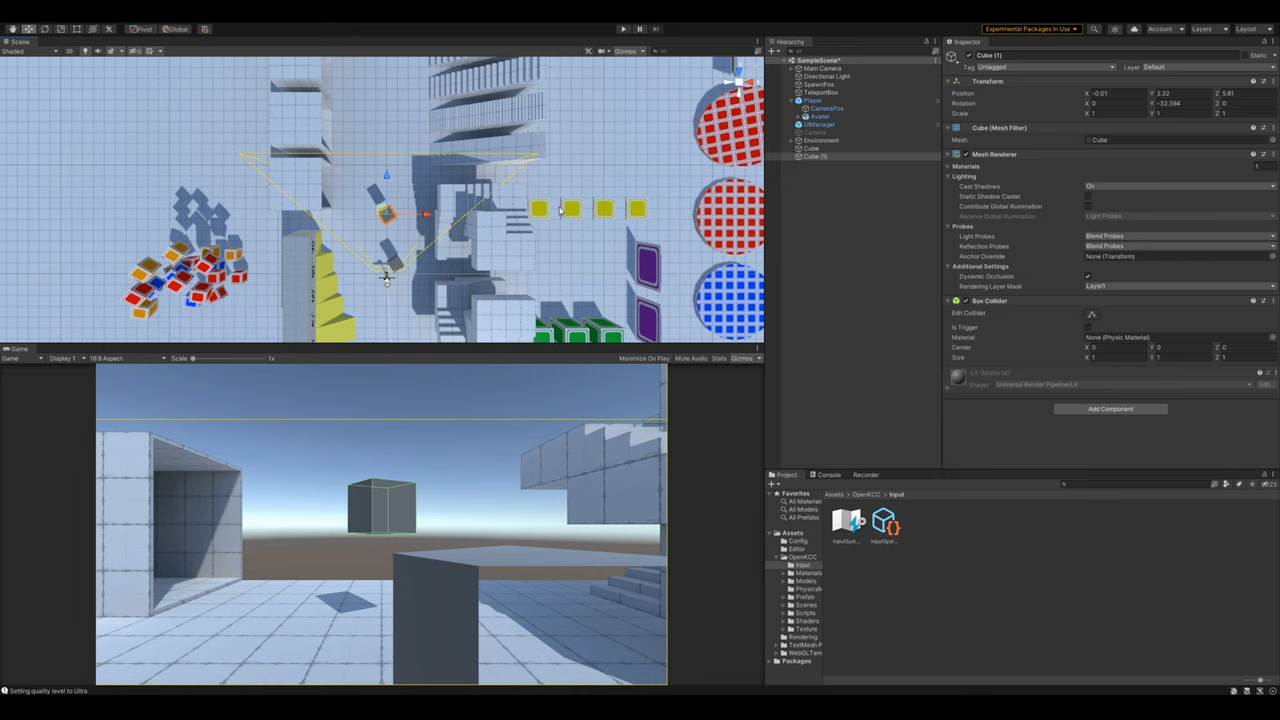 Pivot Global Experimental Packages In Use Account Layers Layout
Scene
Shaded 2D Gizmos All
Hierarchy
All
SampleScene*
Main Camera
Directional Light
SpawnPos
TeleportBox
Player
CameraPos
Avatar
UIManager
Camera
Environment
Cube
Cube (1)
Inspector
Cube (1) Static
Tag Untagged Layer Default
Transform
Position X -0.01 Y 2.32 Z 5.61
Rotation X 0 Y -32.394 Z 0
Scale X 1 Y 1 Z 1
Cube (Mesh Filter)
Mesh Cube
Mesh Renderer
Materials 1
Lighting
Cast Shadows On
Static Shadow Caster
Contribute Global Illumination
Receive Global Illumination Light Probes
Probes
Light Probes Blend Probes
Reflection Probes Blend Probes
Anchor Override None (Transform)
Additional Settings
Dynamic Occlusion
Rendering Layer Mask Layer1
Box Collider
Edit Collider
Is Trigger
Material None (Physic Material)
Center X 0 Y 0 Z 0
Size X 1 Y 1 Z 1
Lit (Material)
Shader Universal Render Pipeline/Lit Edit...
Add Component
Game
Game Display 1 16:9 Aspect Scale 1x Maximize On Play Mute Audio Stats Gizmos
Project Console Recorder
23
Favorites
All Materials
All Models
All Prefabs
Assets
Config
Editor
OpenKCC
Input
Materials
Models
PhysicsM
Prefab
Scenes
Scripts
Shaders
Texture
Rendering
TextMesh P
WebGLTem
Packages
Assets > OpenKCC > Input
InputSyst... InputSyst...
Setting quality level to Ultra